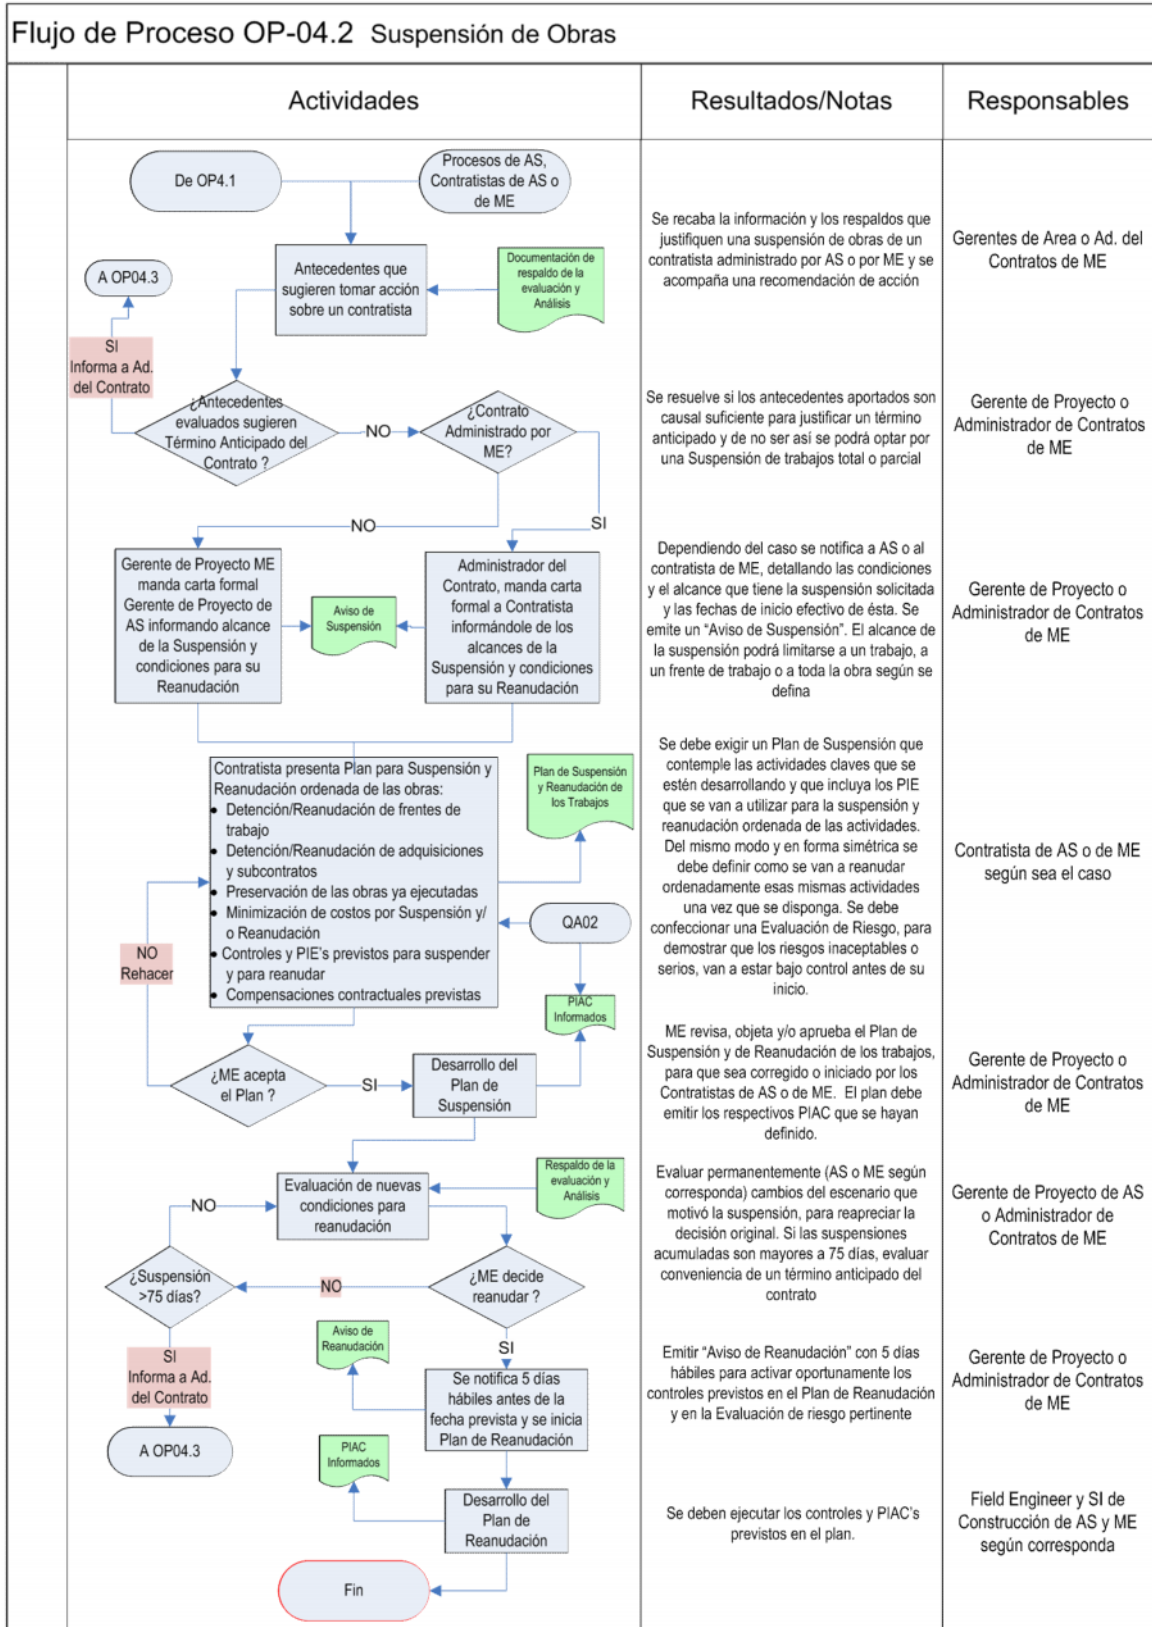 Flujo de Proceso OP-04.2 Suspensión de Obras
Actividades
Resultados/Notas
Responsables
De OP4.1
Procesos de AS,
Contratistas de AS o
de ME
A OP04.3
Antecedentes que
sugieren tomar acción
sobre un contratista
Documentación de
respaldo de la
evaluación y
Análisis
Se recaba la información y los respaldos que
justifiquen una suspensión de obras de un
contratista administrado por AS o por ME y se
acompaña una recomendación de acción
Gerentes de Area o Ad. del
Contratos de ME
SI
Informa a Ad.
del Contrato
¿Antecedentes
evaluados sugieren
Término Anticipado del
Contrato ?
NO
¿Contrato
Administrado por
ME?
Se resuelve si los antecedentes aportados son
causal suficiente para justificar un término
anticipado y de no ser así se podrá optar por
una Suspensión de trabajos total o parcial
Gerente de Proyecto o
Administrador de Contratos
de ME
NO
SI
Gerente de Proyecto ME
manda carta formal
Gerente de Proyecto de
AS informando alcance
de la Suspensión y
condiciones para su
Reanudación
Aviso de
Suspensión
Administrador del
Contrato, manda carta
formal a Contratista
informándole de los
alcances de la
Suspensión y condiciones
para su Reanudación
Dependiendo del caso se notifica a AS o al
contratista de ME, detallando las condiciones
y el alcance que tiene la suspensión solicitada
y las fechas de inicio efectivo de ésta. Se
emite un "Aviso de Suspensión". El alcance de
la suspensión podrá limitarse a un trabajo, a
un frente de trabajo o a toda la obra según se
defina
Gerente de Proyecto o
Administrador de Contratos
de ME
Contratista presenta Plan para Suspensión y
Reanudación ordenada de las obras:
• Detención/Reanudación de frentes de
trabajo
• Detención/Reanudación de adquisiciones
y subcontratos
• Preservación de las obras ya ejecutadas
• Minimización de costos por Suspensión y/
o Reanudación
• Controles y PIE's previstos para suspender
y para reanudar
• Compensaciones contractuales previstas
Plan de Suspensión
y Reanudación de
los Trabajos
QA02
PIAC
Informados
NO
Rehacer
Se debe exigir un Plan de Suspensión que
contemple las actividades claves que se
estén desarrollando y que incluya los PIE
que se van a utilizar para la suspensión y
reanudación ordenada de las actividades.
Del mismo modo y en forma simétrica se
debe definir como se van a reanudar
ordenadamente esas mismas actividades
una vez que se disponga. Se debe
confeccionar una Evaluación de Riesgo, para
demostrar que los riesgos inaceptables o
serios, van a estar bajo control antes de su
inicio.
Contratista de AS o de ME
según sea el caso
¿ME acepta
el Plan ?
SI
Desarrollo del
Plan de
Suspensión
ME revisa, objeta y/o aprueba el Plan de
Suspensión y de Reanudación de los trabajos,
para que sea corregido o iniciado por los
Contratistas de AS o de ME. El plan debe
emitir los respectivos PIAC que se hayan
definido.
Gerente de Proyecto o
Administrador de Contratos
de ME
NO
Evaluación de nuevas
condiciones para
reanudación
Respaldo de la
evaluación y
Análisis
Evaluar permanentemente (AS o ME según
corresponda) cambios del escenario que
motivó la suspensión, para reapreciar la
decisión original. Si las suspensiones
acumuladas son mayores a 75 días, evaluar
conveniencia de un término anticipado del
contrato
Gerente de Proyecto de AS
o Administrador de
Contratos de ME
¿Suspensión
>75 días?
NO
¿ME decide
reanudar ?
SI
Informa a Ad.
del Contrato
A OP04.3
Aviso de
Reanudación
SI
Se notifica 5 días
hábiles antes de la
fecha prevista y se inicia
Plan de Reanudación
Emitir "Aviso de Reanudación" con 5 días
hábiles para activar oportunamente los
controles previstos en el Plan de Reanudación
y en la Evaluación de riesgo pertinente
Gerente de Proyecto o
Administrador de Contratos
de ME
PIAC
Informados
Desarrollo del
Plan de
Reanudación
Se deben ejecutar los controles y PIAC's
previstos en el plan.
Field Engineer y SI de
Construcción de AS y ME
según corresponda
Fin